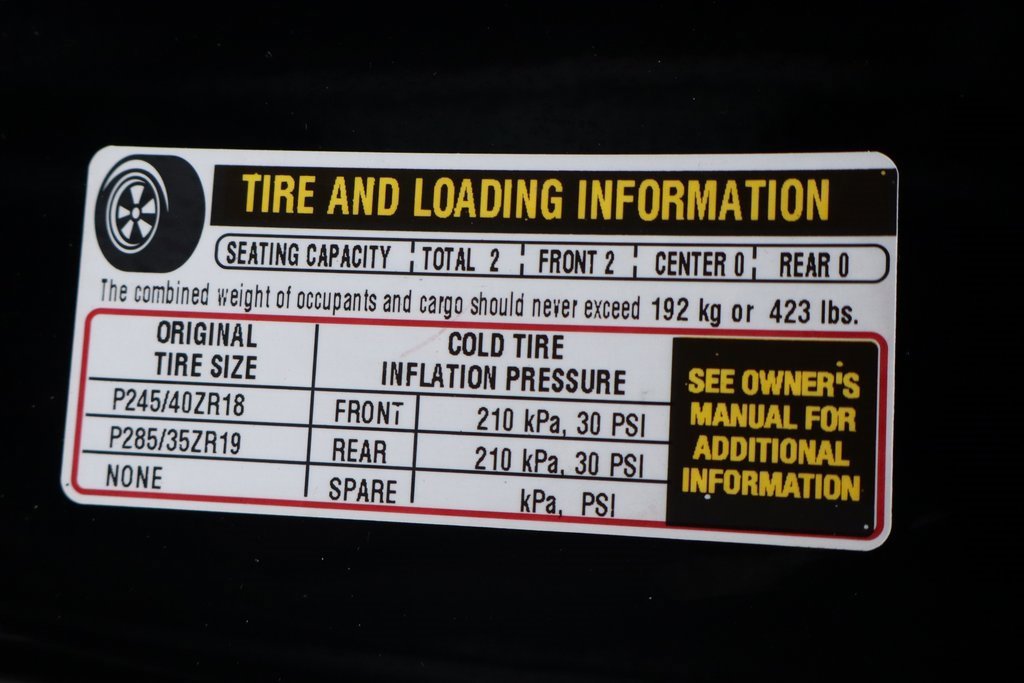 TIRE AND LOADING INFORMATION
SEATING CAPACITY TOTAL 2 FRONT 2 CENTER 0 REAR 0
The combined weight of occupants and cargo should never exceed 192 kg or 423 lbs.
ORIGINAL
TIRE SIZE
COLD TIRE
INFLATION PRESSURE
P245/40ZR18 FRONT 210 kPa, 30 PSI
P285/35ZR19 REAR 210 kPa, 30 PSI
NONE SPARE kPa, PSI
SEE OWNER'S
MANUAL FOR
ADDITIONAL
INFORMATION